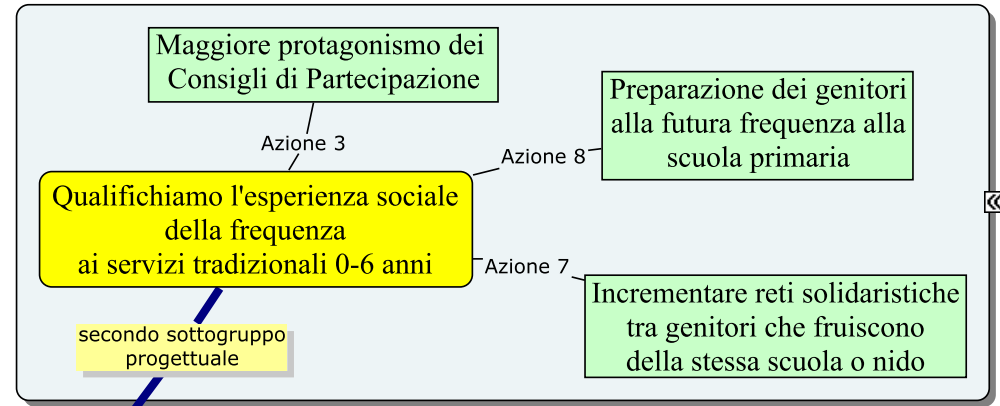 Maggiore protagonismo dei
Consigli di Partecipazione
Azione 3
Preparazione dei genitori
alla futura frequenza alla
scuola primaria
Azione 8
Qualifichiamo l'esperienza sociale
della frequenza
ai servizi tradizionali 0-6 anni
Azione 7
Incrementare reti solidaristiche
tra genitori che fruiscono
della stessa scuola o nido
secondo sottogruppo
progettuale